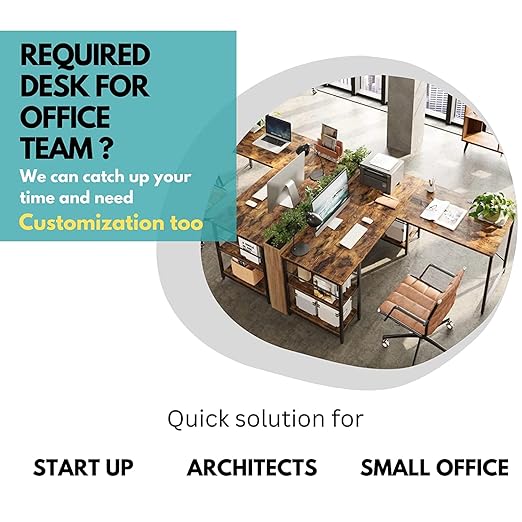 REQUIRED
DESK FOR
OFFICE
TEAM ?
We can catch up your
time and need
Customization too
Quick solution for
START UP ARCHITECTS SMALL OFFICE